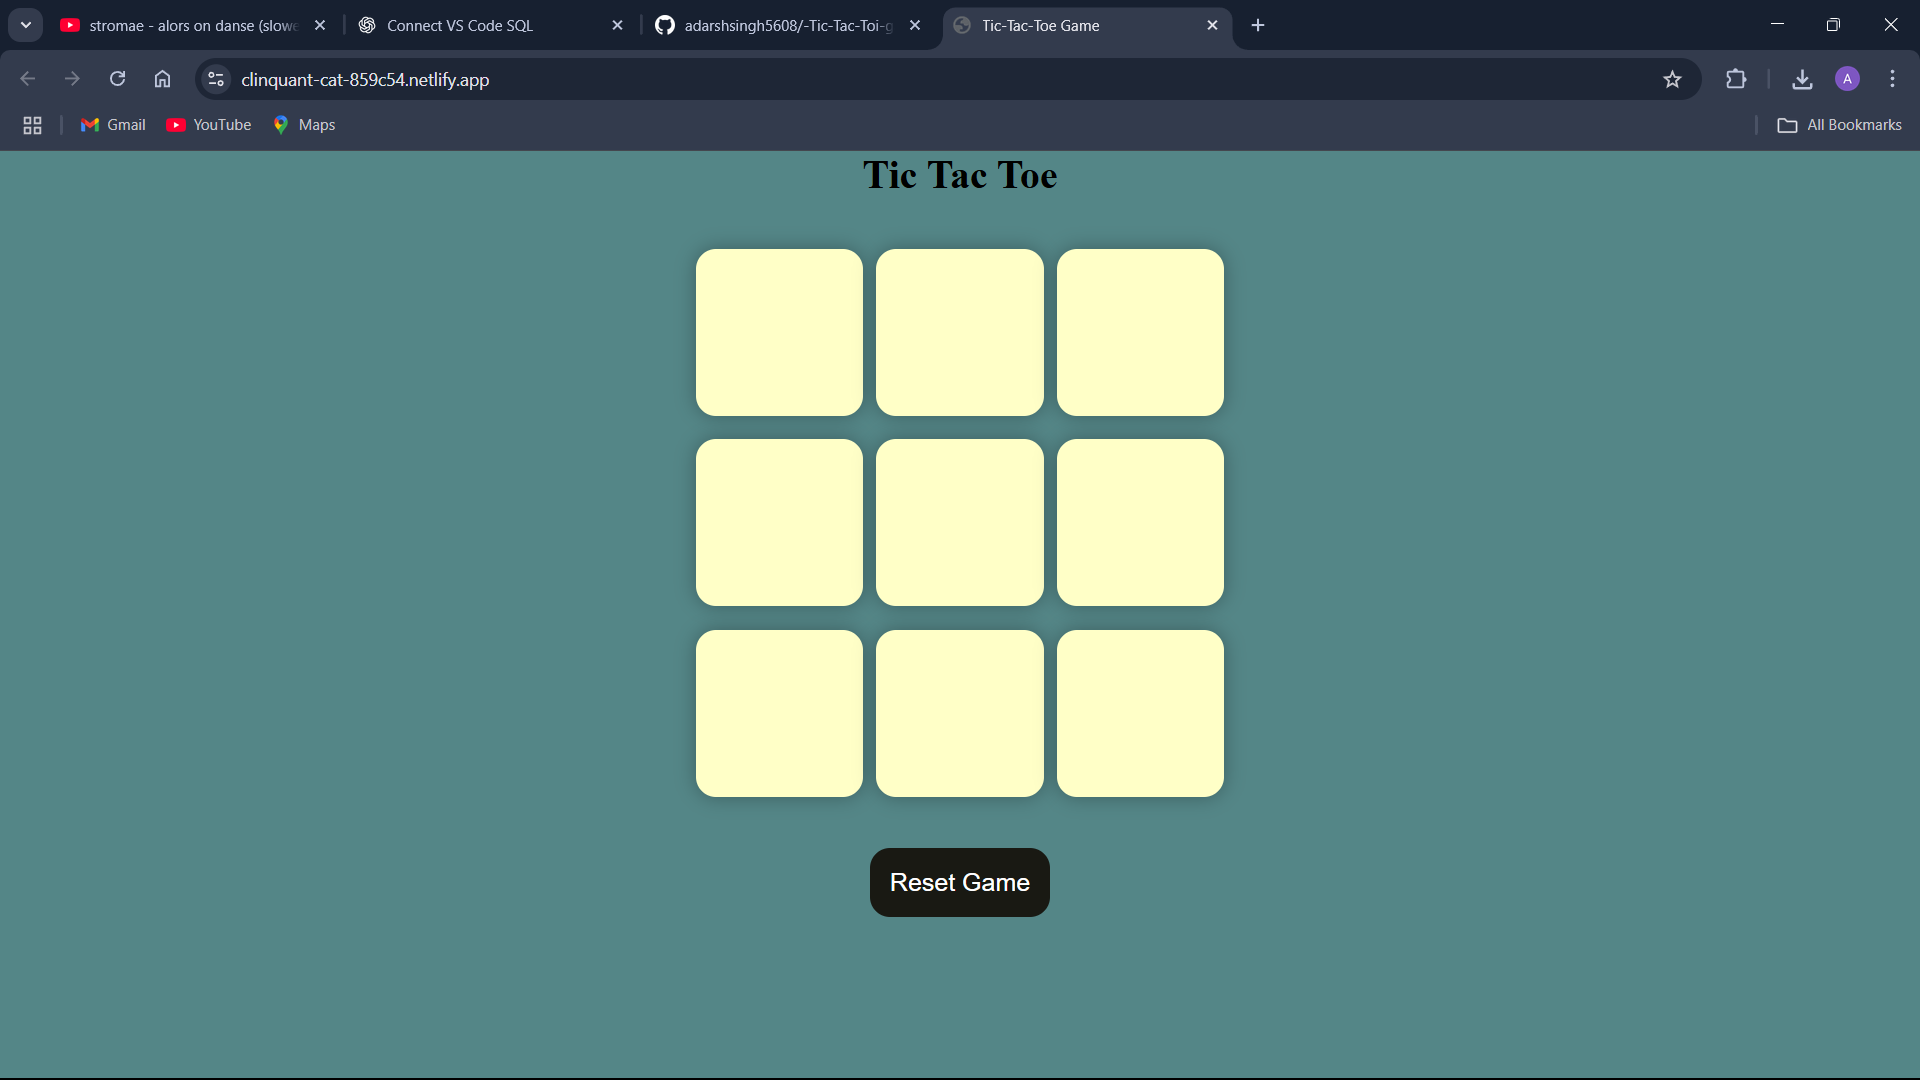 stromae - alors on danse (slowe
Connect VS Code SQL
adarshsingh5608/-Tic-Tac-Toi-g
Tic-Tac-Toe Game
clinquant-cat-859c54.netlify.app
A
Gmail
YouTube
Maps
All Bookmarks
Tic Tac Toe
Reset Game